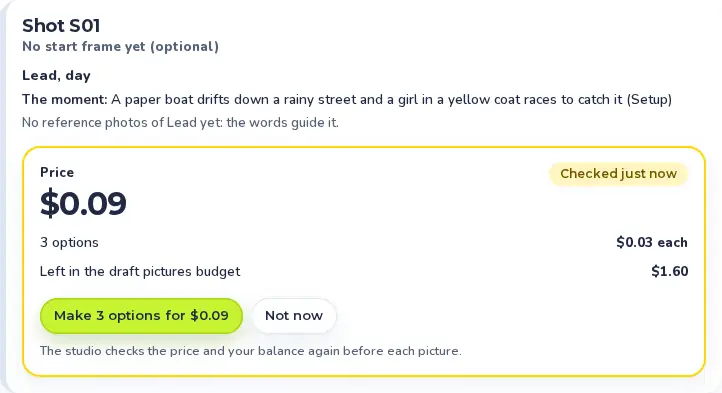 Shot S01
No start frame yet (optional)
Lead, day
The moment: A paper boat drifts down a rainy street and a girl in a yellow coat races to catch it (Setup)
No reference photos of Lead yet: the words guide it.
Price
Checked just now
$0.09
3 options
$0.03 each
Left in the draft pictures budget
$1.60
Make 3 options for $0.09
Not now
The studio checks the price and your balance again before each picture.